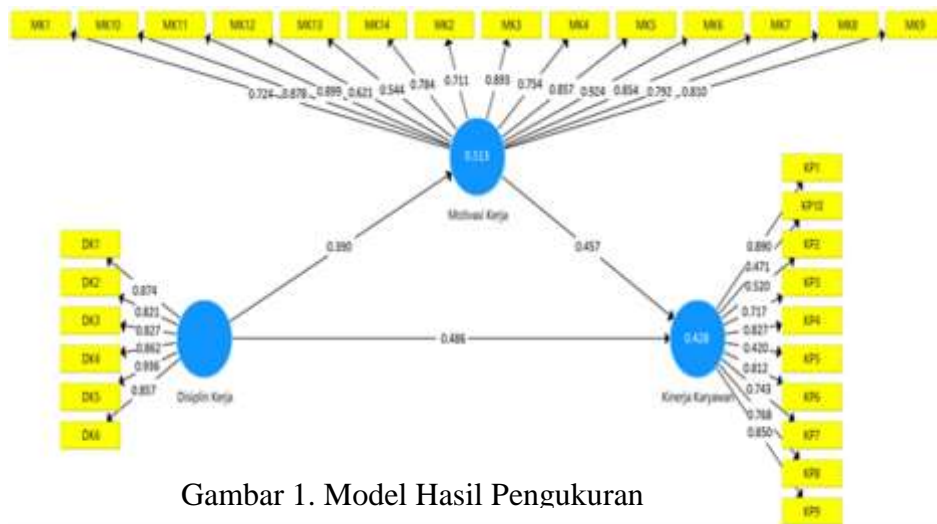 MK1 MK10 MK11 MK12 MK13 MK14 MK2 MK3 MK4 MK5 MK6 MK7 MK8 MK9
0.724 0.878 0.899 0.621 0.544 0.784 0.711 0.893 0.754 0.857 0.924 0.854 0.792 0.810
0.513
Motivasi Kerja
0.390
0.457
DK1
DK2
DK3
DK4
DK5
DK6
0.874
0.821
0.827
0.862
0.936
0.857
Disiplin Kerja
0.486
0.428
Kinerja Karyawan
KP1
KP10
KP2
KP3
KP4
KP5
KP6
KP7
KP8
KP9
0.890
0.471
0.520
0.717
0.827
0.420
0.812
0.743
0.768
0.850
Gambar 1. Model Hasil Pengukuran